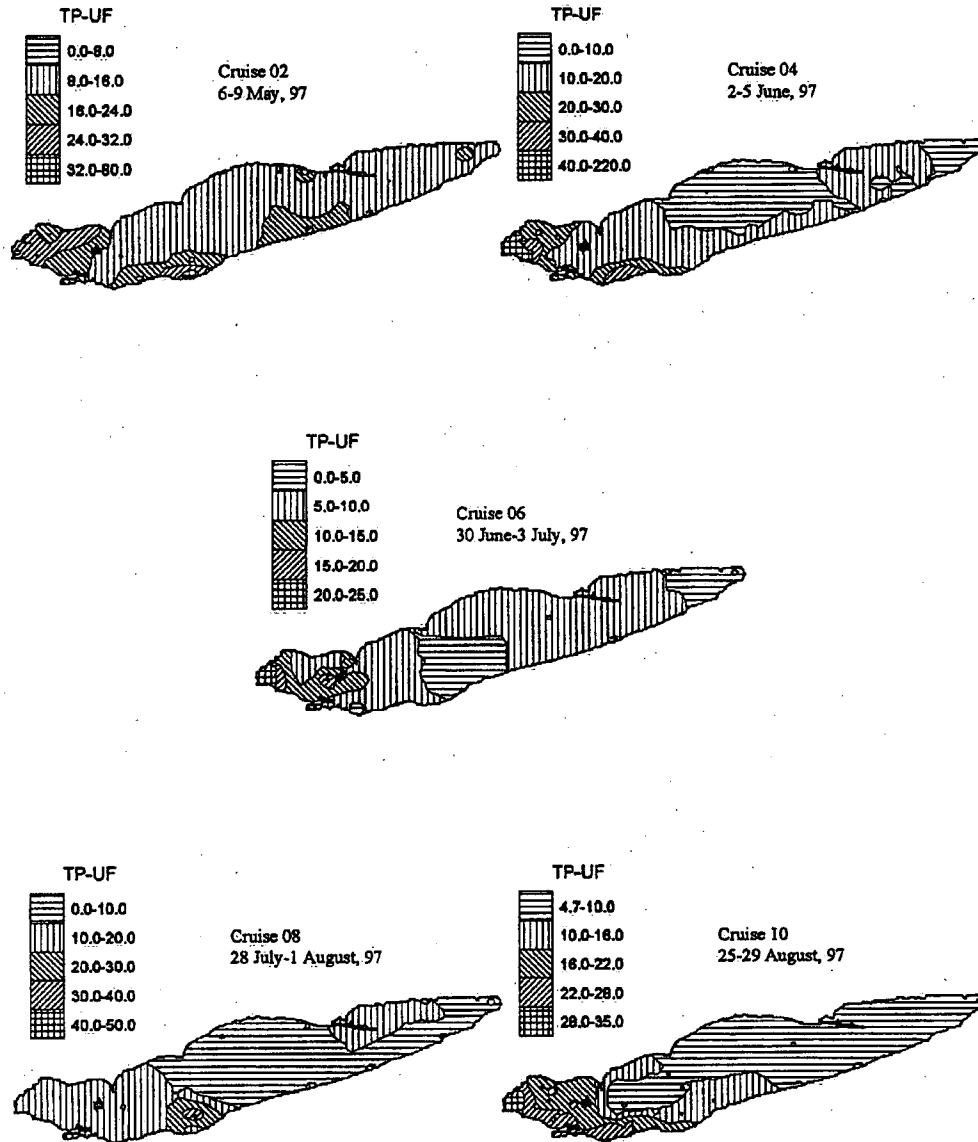 TP-UF
0.0-8.0
8.0-16.0
16.0-24.0
24.0-32.0
32.0-80.0
Cruise 02
6-9 May, 97
TP-UF
0.0-10.0
10.0-20.0
20.0-30.0
30.0-40.0
40.0-220.0
Cruise 04
2-5 June, 97
TP-UF
0.0-5.0
5.0-10.0
10.0-15.0
15.0-20.0
20.0-25.0
Cruise 06
30 June-3 July, 97
TP-UF
0.0-10.0
10.0-20.0
20.0-30.0
30.0-40.0
40.0-50.0
Cruise 08
28 July-1 August, 97
TP-UF
4.7-10.0
10.0-16.0
16.0-22.0
22.0-28.0
28.0-35.0
Cruise 10
25-29 August, 97